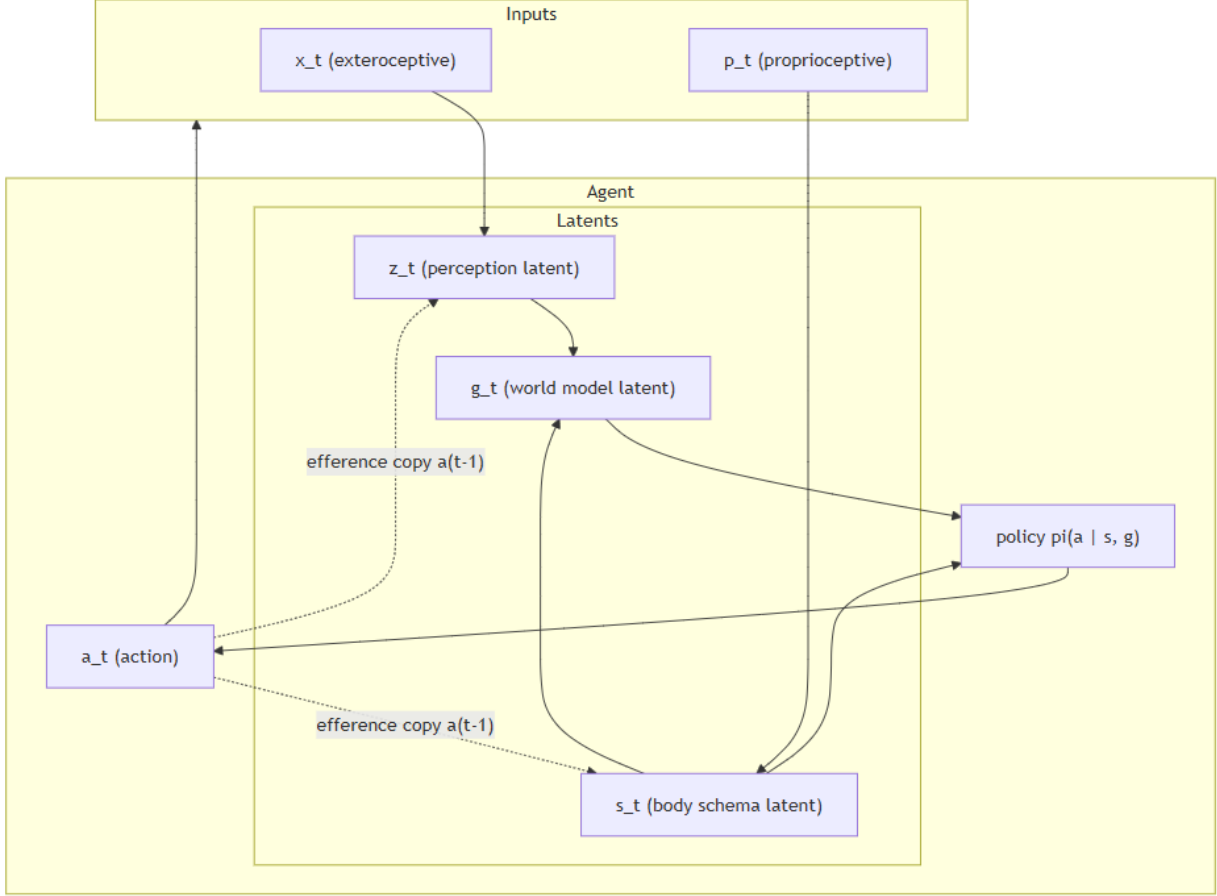 Inputs
x_t (exteroceptive)
p_t (proprioceptive)
Agent
Latents
z_t (perception latent)
g_t (world model latent)
efference copy a(t-1)
policy pi(a | s, g)
a_t (action)
efference copy a(t-1)
s_t (body schema latent)